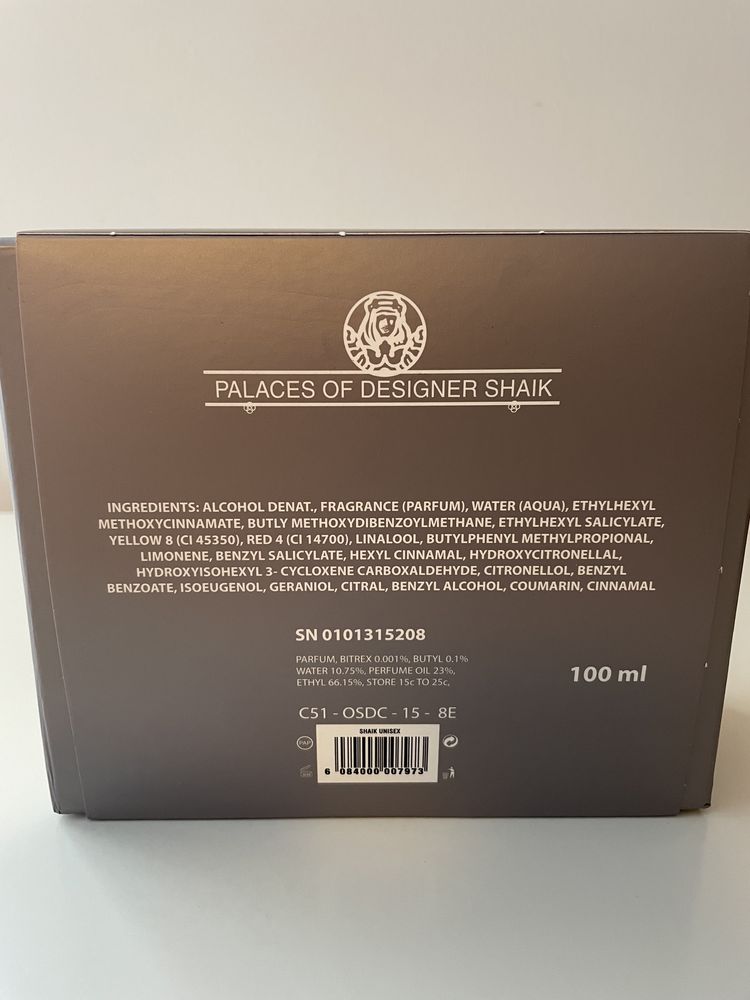 PALACES OF DESIGNER SHAIK
INGREDIENTS: ALCOHOL DENAT., FRAGRANCE (PARFUM), WATER (AQUA), ETHYLHEXYL
METHOXYCINNAMATE, BUTLY METHOXYDIBENZOYLMETHANE, ETHYLHEXYL SALICYLATE,
YELLOW 8 (CI 45350), RED 4 (CI 14700), LINALOOL, BUTYLPHENYL METHYLPROPIONAL,
LIMONENE, BENZYL SALICYLATE, HEXYL CINNAMAL, HYDROXYCITRONELLAL,
HYDROXYISOHEXYL 3- CYCLOXENE CARBOXALDEHYDE, CITRONELLOL, BENZYL
BENZOATE, ISOEUGENOL, GERANIOL, CITRAL, BENZYL ALCOHOL, COUMARIN, CINNAMAL
SN 0101315208
PARFUM, BITREX 0.001%, BUTYL 0.1%
WATER 10.75%, PERFUME OIL 23%,
ETHYL 66.15%, STORE 15c TO 25c,
100 ml
C51 - OSDC - 15 - 8E
SHAIK UNISEX
PAP
6 084000 007973